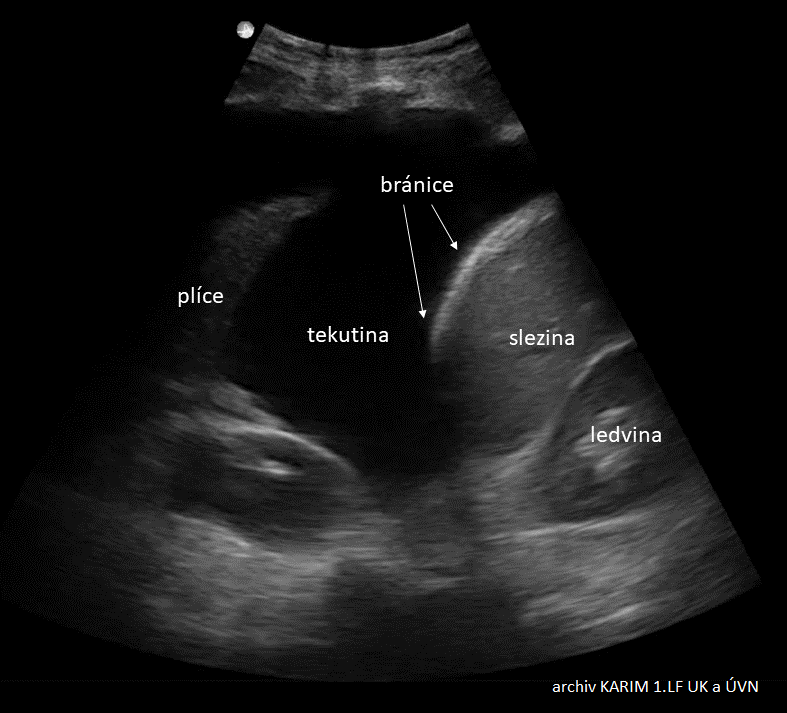 bránice
plíce
tekutina
slezina
ledvina
archiv KARIM 1.LF UK a ÚVN